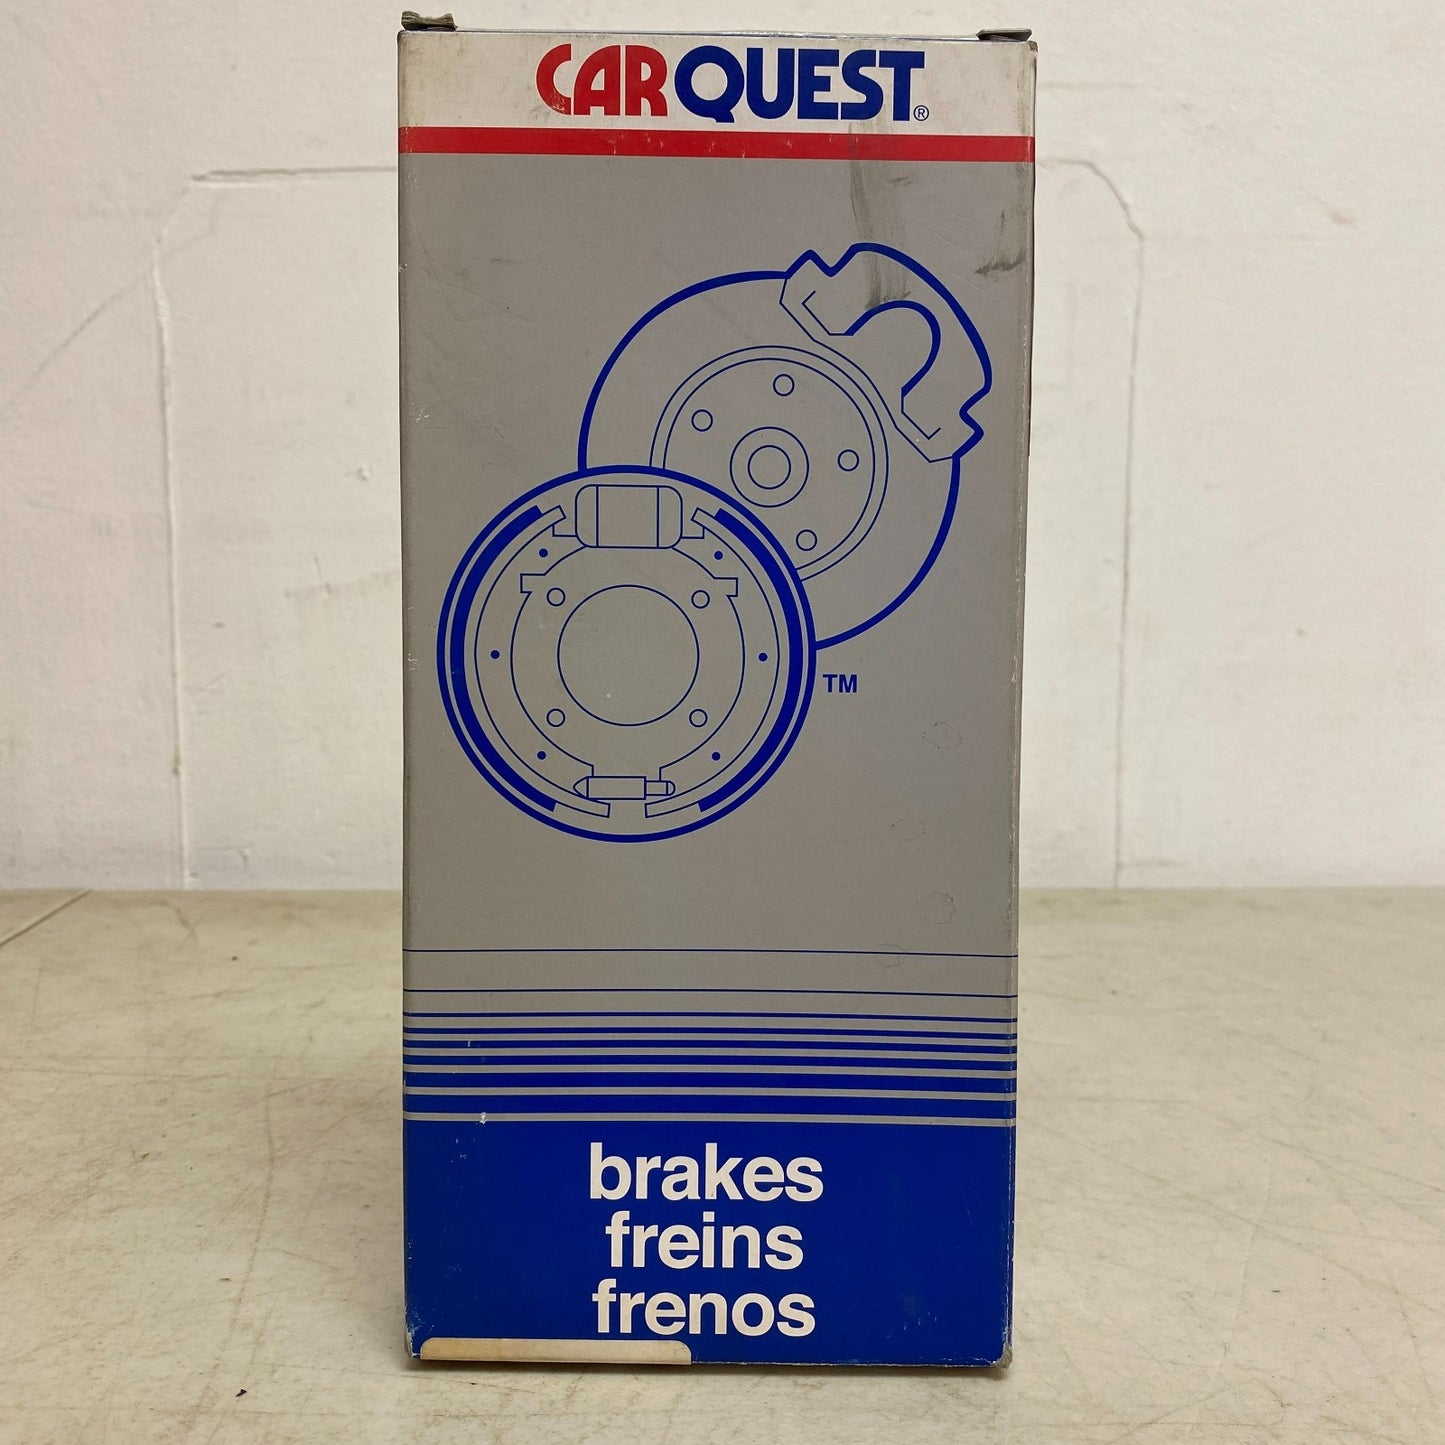 CARQUEST®
TM
brakes
freins
frenos